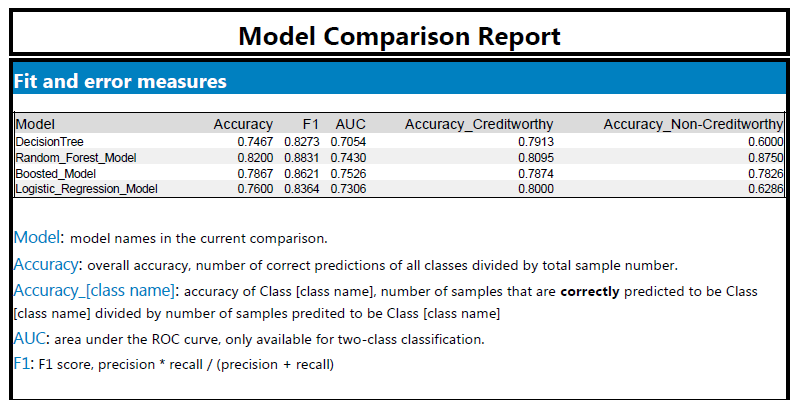 Model Comparison Report
Fit and error measures
Model Accuracy F1 AUC Accuracy_Creditworthy Accuracy_Non-Creditworthy
DecisionTree 0.7467 0.8273 0.7054 0.7913 0.6000
Random_Forest_Model 0.8200 0.8831 0.7430 0.8095 0.8750
Boosted_Model 0.7867 0.8621 0.7526 0.7874 0.7826
Logistic_Regression_Model 0.7600 0.8364 0.7306 0.8000 0.6286
Model: model names in the current comparison.
Accuracy: overall accuracy, number of correct predictions of all classes divided by total sample number.
Accuracy_[class name]: accuracy of Class [class name], number of samples that are correctly predicted to be Class
[class name] divided by number of samples predited to be Class [class name]
AUC: area under the ROC curve, only available for two-class classification.
F1: F1 score, precision * recall / (precision + recall)